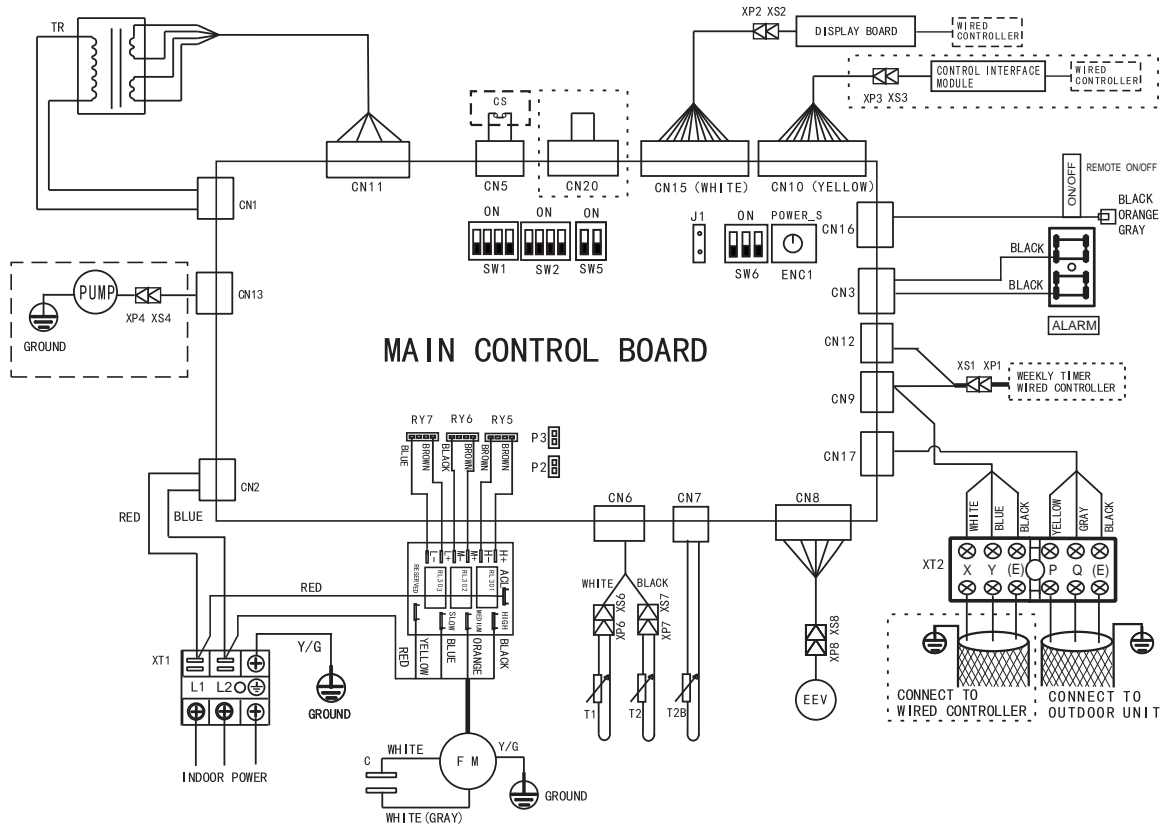 TR
XP2 XS2
DISPLAY BOARD
WIRED
CONTROLLER
XP3 XS3
CONTROL INTERFACE
MODULE
WIRED
CONTROLLER
CS
CN11
CN5
CN20
CN15 (WHITE)
CN10 (YELLOW)
CN1
ON
SW1
ON
SW2
ON
SW5
J1
ON
SW6
POWER_S
ENC1
CN16
ON/OFF
REMOTE ON/OFF
BLACK
ORANGE
GRAY
CN3
BLACK
BLACK
ALARM
PUMP
XP4 XS4
GROUND
CN13
MAIN CONTROL BOARD
CN12
CN9
XS1 XP1
WEEKLY TIMER
WIRED CONTROLLER
CN17
RY7
RY6
RY5
P3
P2
BLUE
BROWN
BLACK
BROWN
BROWN
BROWN
CN2
RED
BLUE
CN6
CN7
CN8
L-
L+
M-
M+
H-
H+
RESERVED
RL303
RL302
RL301
ACL
SLOW
MEDIUM
HIGH
RED
RED
YELLOW
BLUE
ORANGE
BLACK
XT1
L1
L2
Y/G
GROUND
INDOOR POWER
C
WHITE
WHITE(GRAY)
FM
Y/G
GROUND
WHITE
BLACK
XP6 XS6
XP7 XS7
T1
T2
T2B
XP8 XS8
EEV
WHITE
BLUE
BLACK
YELLOW
GRAY
BLACK
XT2
X
Y
(E)
P
Q
(E)
CONNECT TO
WIRED CONTROLLER
CONNECT TO
OUTDOOR UNIT